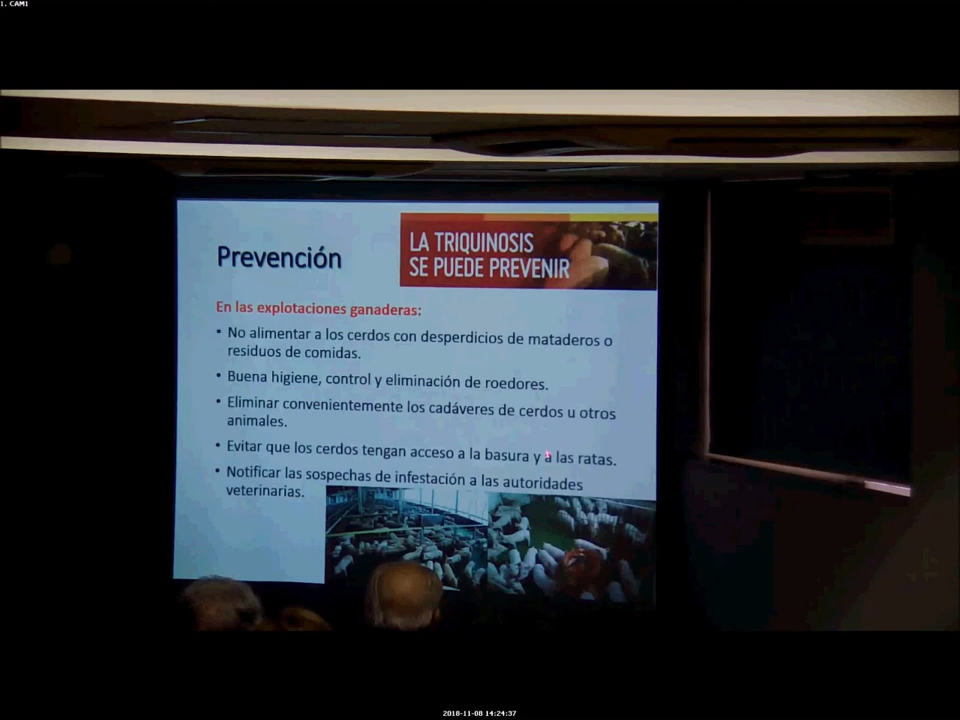 1. CAM1
LA TRIQUINOSIS
SE PUEDE PREVENIR
Prevención
En las explotaciones ganaderas:
• No alimentar a los cerdos con desperdicios de mataderos o
residuos de comidas.
• Buena higiene, control y eliminación de roedores.
• Eliminar convenientemente los cadáveres de cerdos u otros
animales.
• Evitar que los cerdos tengan acceso a la basura y a las ratas.
• Notificar las sospechas de infestación a las autoridades
veterinarias.
2018-11-08 14:24:37